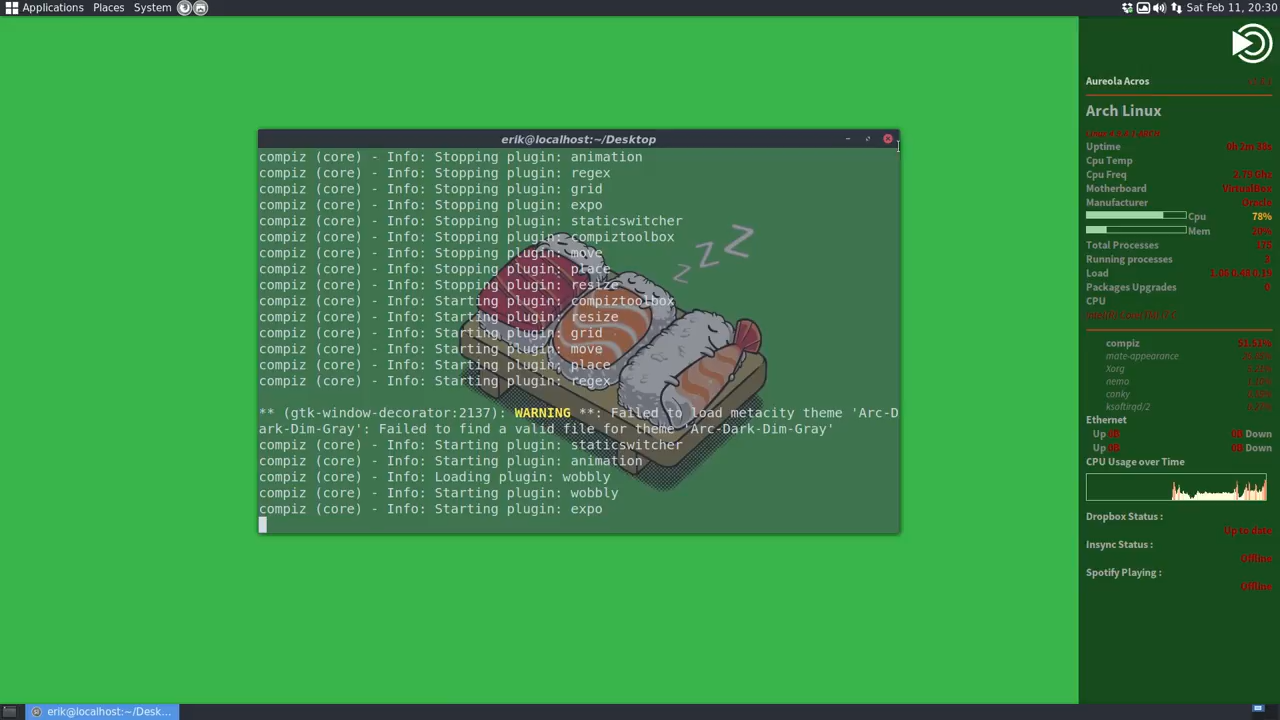 Applications Places System Sat Feb 11, 20:30
erik@localhost:~/Desktop
compiz (core) - Info: Stopping plugin: animation
compiz (core) - Info: Stopping plugin: regex
compiz (core) - Info: Stopping plugin: grid
compiz (core) - Info: Stopping plugin: expo
compiz (core) - Info: Stopping plugin: staticswitcher
compiz (core) - Info: Stopping plugin: compiztoolbox
compiz (core) - Info: Stopping plugin: move
compiz (core) - Info: Stopping plugin: place
compiz (core) - Info: Stopping plugin: resize
compiz (core) - Info: Starting plugin: compiztoolbox
compiz (core) - Info: Starting plugin: resize
compiz (core) - Info: Starting plugin: grid
compiz (core) - Info: Starting plugin: move
compiz (core) - Info: Starting plugin: place
compiz (core) - Info: Starting plugin: regex
** (gtk-window-decorator:2137): WARNING **: Failed to load metacity theme 'Arc-D
ark-Dim-Gray': Failed to find a valid file for theme 'Arc-Dark-Dim-Gray'
compiz (core) - Info: Starting plugin: staticswitcher
compiz (core) - Info: Starting plugin: animation
compiz (core) - Info: Loading plugin: wobbly
compiz (core) - Info: Starting plugin: wobbly
compiz (core) - Info: Starting plugin: expo
z z Z
Aureola Acros
Arch Linux
Uptime
Cpu Temp
Cpu Freq
Motherboard VirtualBox
Manufacturer Oracle
Cpu 78%
Mem
Total Processes
Running processes
Load
Packages Upgrades
CPU
compiz
mate-appearance
Xorg
nemo
conky
ksoftirqd/2
Ethernet
Up Down
Up Down
CPU Usage over Time
Dropbox Status :
Up to date
Insync Status :
Offline
Spotify Playing :
Offline
erik@localhost:~/Desk...